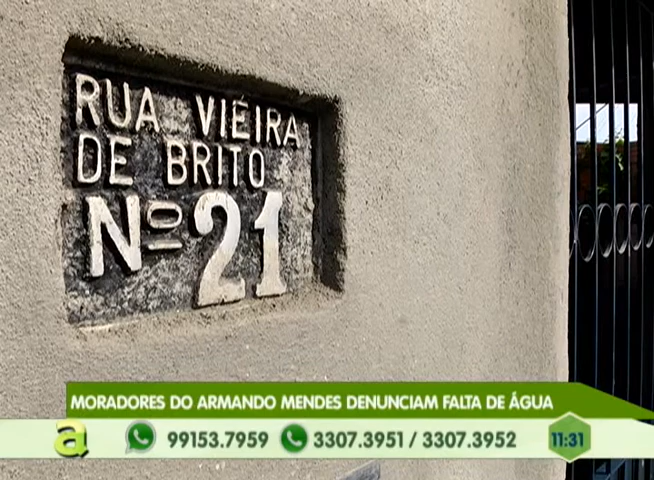 RUA VIEIRA
DE BRITO
Nº 21
MORADORES DO ARMANDO MENDES DENUNCIAM FALTA DE ÁGUA
a 99153.7959 3307.3951 / 3307.3952 11:31